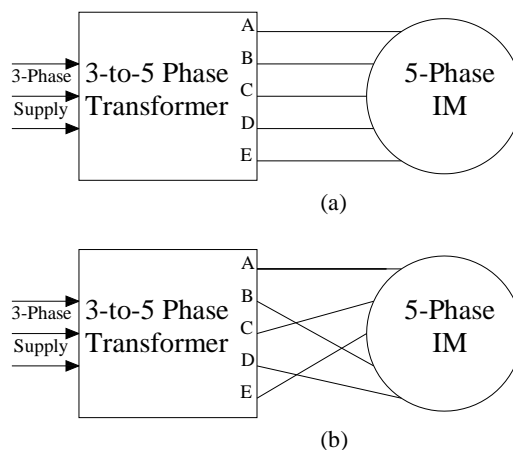 A
B
C
D
E
3-Phase
Supply
3-to-5 Phase
Transformer
5-Phase
IM
(a)
A
B
C
D
E
3-Phase
Supply
3-to-5 Phase
Transformer
5-Phase
IM
(b)